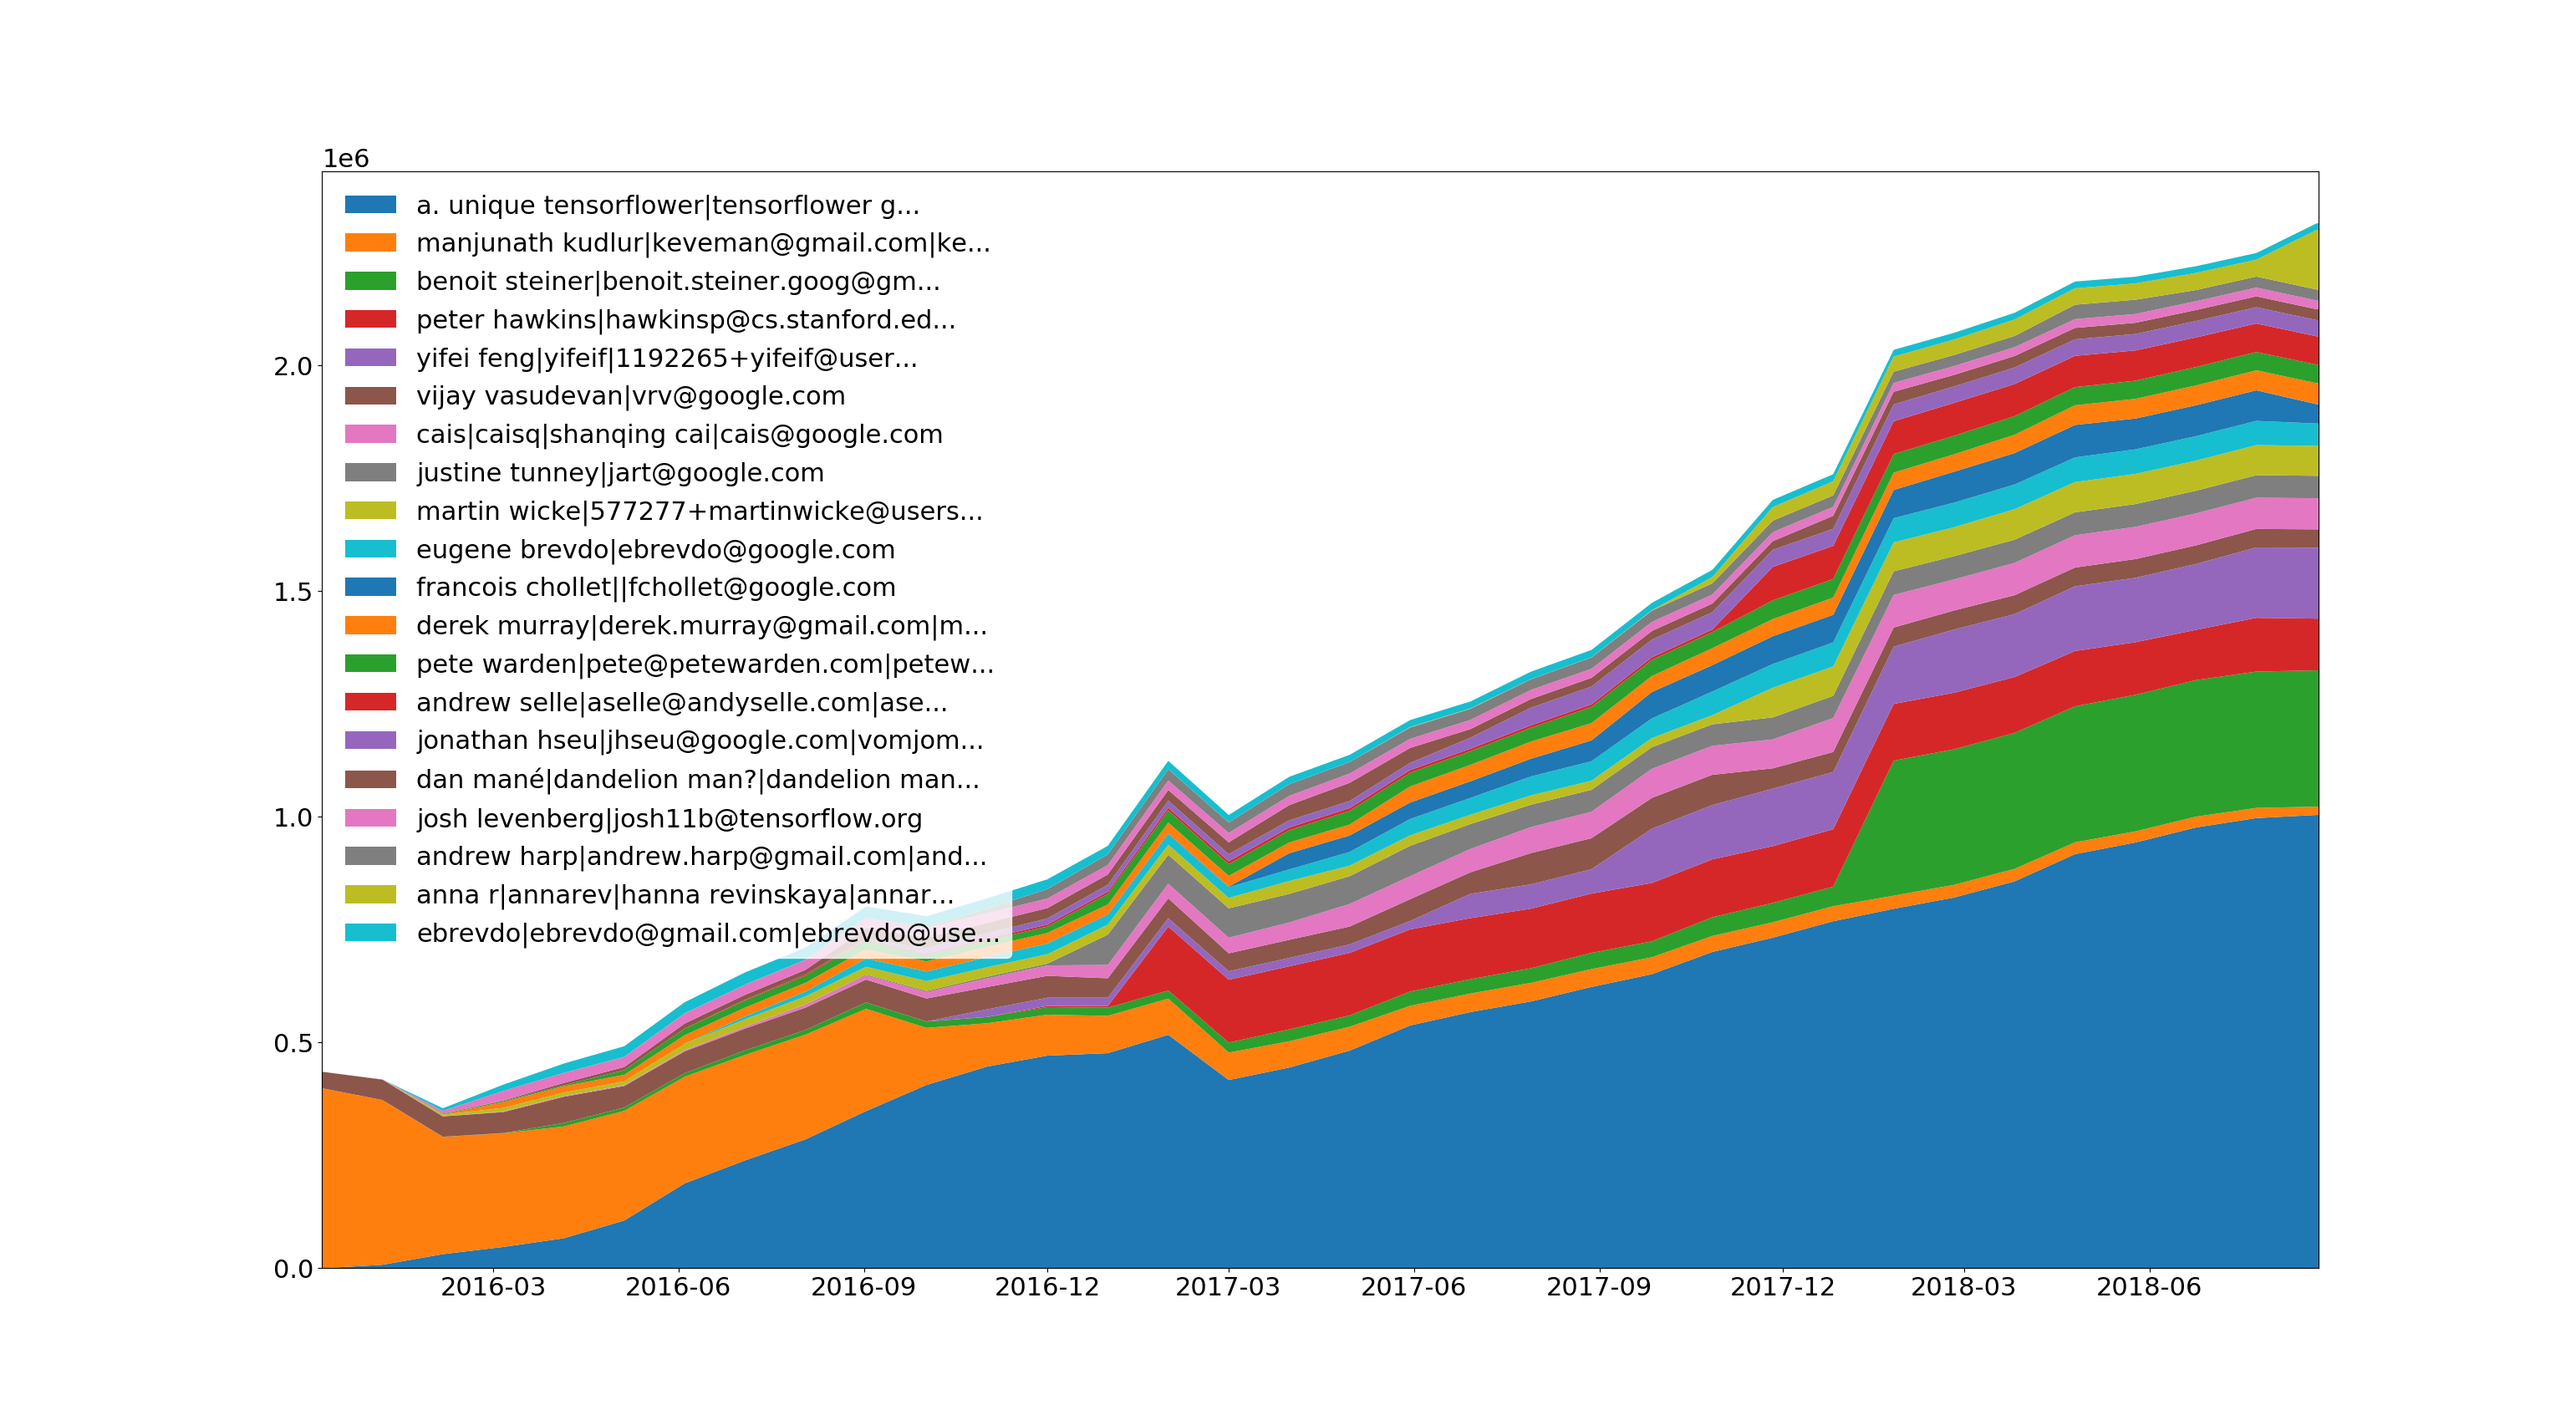 1e6
a. unique tensorflower|tensorflower g...
manjunath kudlur|keveman@gmail.com|ke...
benoit steiner|benoit.steiner.goog@gm...
peter hawkins|hawkinsp@cs.stanford.ed...
yifei feng|yifeif|1192265+yifeif@user...
vijay vasudevan|vrv@google.com
cais|caisq|shanqing cai|cais@google.com
justine tunney|jart@google.com
martin wicke|577277+martinwicke@users...
eugene brevdo|ebrevdo@google.com
francois chollet||fchollet@google.com
derek murray|derek.murray@gmail.com|m...
pete warden|pete@petewarden.com|petew...
andrew selle|aselle@andyselle.com|ase...
jonathan hseu|jhseu@google.com|vomjom...
dan mané|dandelion man?|dandelion man...
josh levenberg|josh11b@tensorflow.org
andrew harp|andrew.harp@gmail.com|and...
anna r|annarev|hanna revinskaya|annar...
ebrevdo|ebrevdo@gmail.com|ebrevdo@use...
2.0
1.5
1.0
0.5
0.0
2016-03 2016-06 2016-09 2016-12 2017-03 2017-06 2017-09 2017-12 2018-03 2018-06